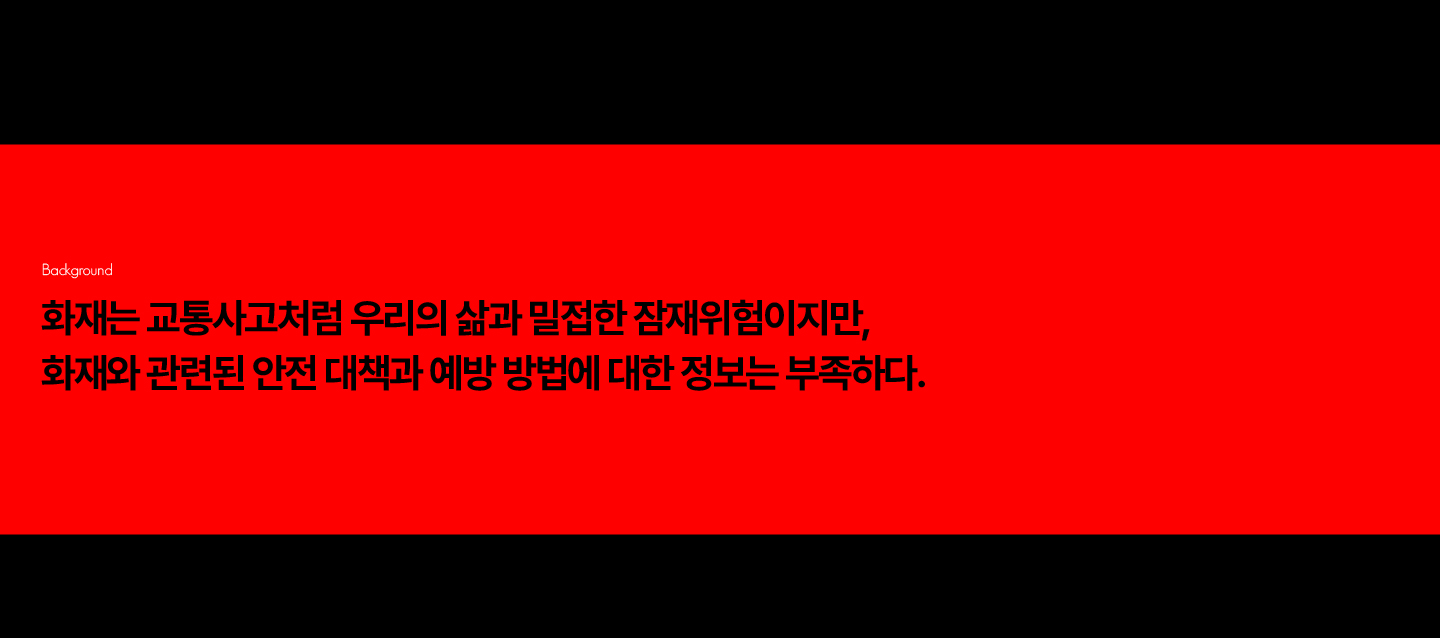 Background
화재는 교통사고처럼 우리의 삶과 밀접한 잠재위험이지만,
화재와 관련된 안전 대책과 예방 방법에 대한 정보는 부족하다.